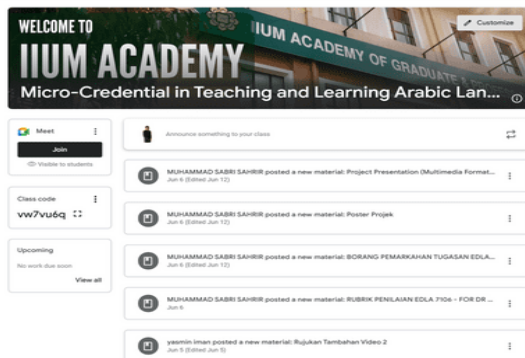 WELCOME TO
IIUM ACADEMY
Micro-Credential in Teaching and Learning Arabic Lan...
Customize
IIUM ACADEMY OF GRADUATE &
Meet
Join
Visible to students
Class code
vw7vu6q
Upcoming
No work due soon
View all
Announce something to your class
MUHAMMAD SABRI SAHRIR posted a new material: Project Presentation (Multimedia Format...
Jun 6 (Edited Jun 12)
MUHAMMAD SABRI SAHRIR posted a new material: Poster Projek
Jun 6 (Edited Jun 12)
MUHAMMAD SABRI SAHRIR posted a new material: BORANG PEMARKAHAN TUGASAN EDLA...
Jun 6 (Edited Jun 12)
MUHAMMAD SABRI SAHRIR posted a new material: RUBRIK PENILAIAN EDLA 7106 - FOR DR ...
Jun 6
yasmin iman posted a new material: Rujukan Tambahan Video 2
Jun 5 (Edited Jun 5)